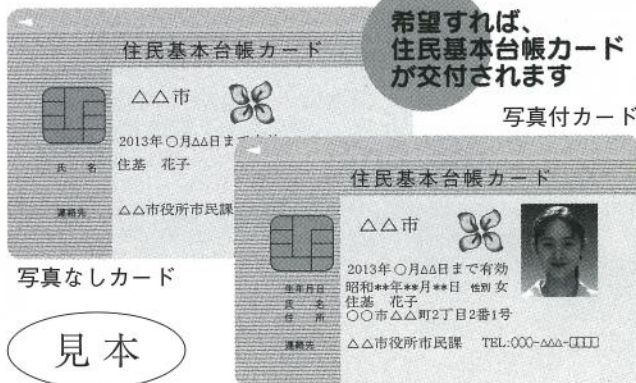 希望すれば、
住民基本台帳カード
が交付されます
住民基本台帳カード
△△市
2013年〇月△△日まで有効
氏 名
住基 花子
連絡先
△△市役所市民課
写真なしカード
写真付カード
住民基本台帳カード
△△市
2013年〇月△△日まで有効
生年月日 昭和**年**月**日 性別 女
氏 名 住基 花子
住 所 〇〇市△△町2丁目2番1号
連絡先 △△市役所市民課 TEL:〇〇〇-△△△-□□□□
見本